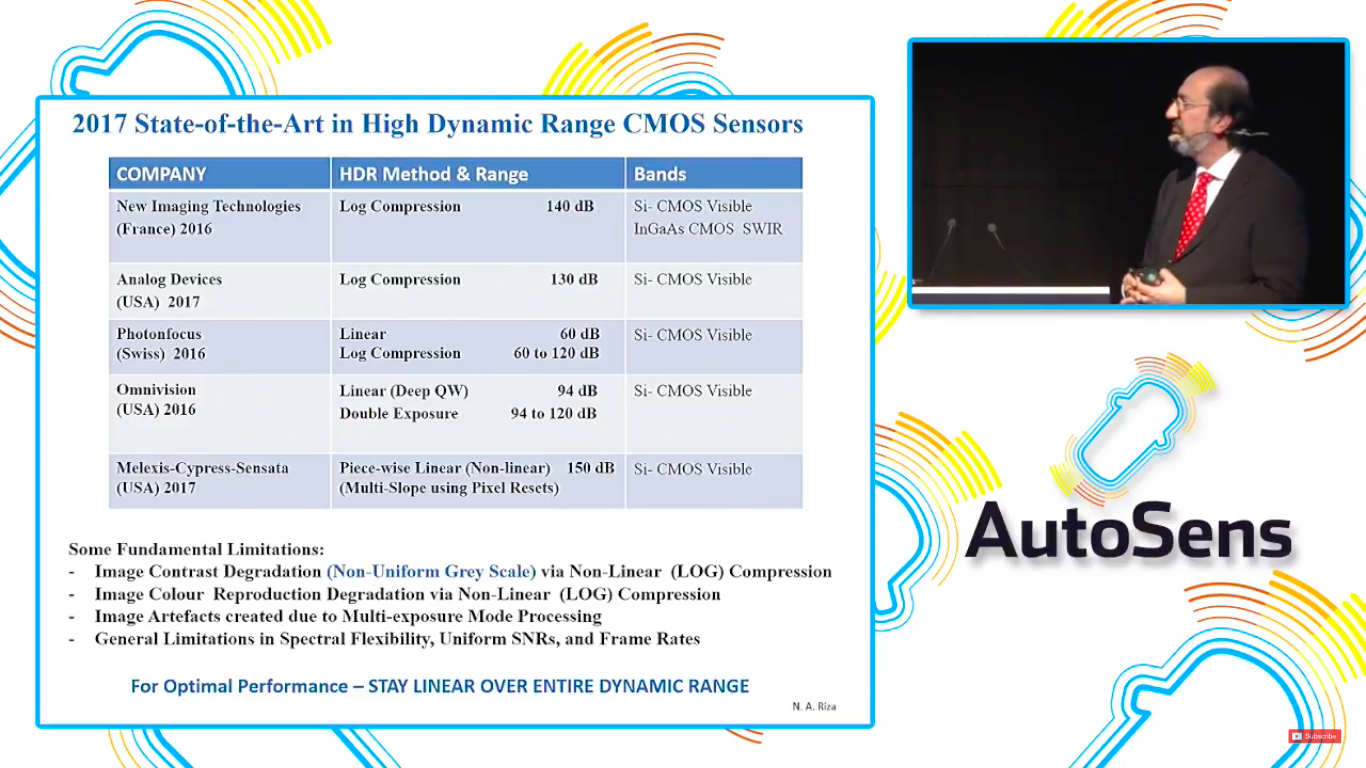 2017 State-of-the-Art in High Dynamic Range CMOS Sensors
COMPANY HDR Method & Range Bands
New Imaging Technologies Log Compression 140 dB Si- CMOS Visible
(France) 2016 InGaAs CMOS SWIR
Analog Devices Log Compression 130 dB Si- CMOS Visible
(USA) 2017
Photonfocus Linear 60 dB Si- CMOS Visible
(Swiss) 2016 Log Compression 60 to 120 dB
Omnivision Linear (Deep QW) 94 dB Si- CMOS Visible
(USA) 2016 Double Exposure 94 to 120 dB
Melexis-Cypress-Sensata Piece-wise Linear (Non-linear) 150 dB Si- CMOS Visible
(USA) 2017 (Multi-Slope using Pixel Resets)
Some Fundamental Limitations:
- Image Contrast Degradation (Non-Uniform Grey Scale) via Non-Linear (LOG) Compression
- Image Colour Reproduction Degradation via Non-Linear (LOG) Compression
- Image Artefacts created due to Multi-exposure Mode Processing
- General Limitations in Spectral Flexibility, Uniform SNRs, and Frame Rates
For Optimal Performance – STAY LINEAR OVER ENTIRE DYNAMIC RANGE
N. A. Riza
AutoSens
Subscribe